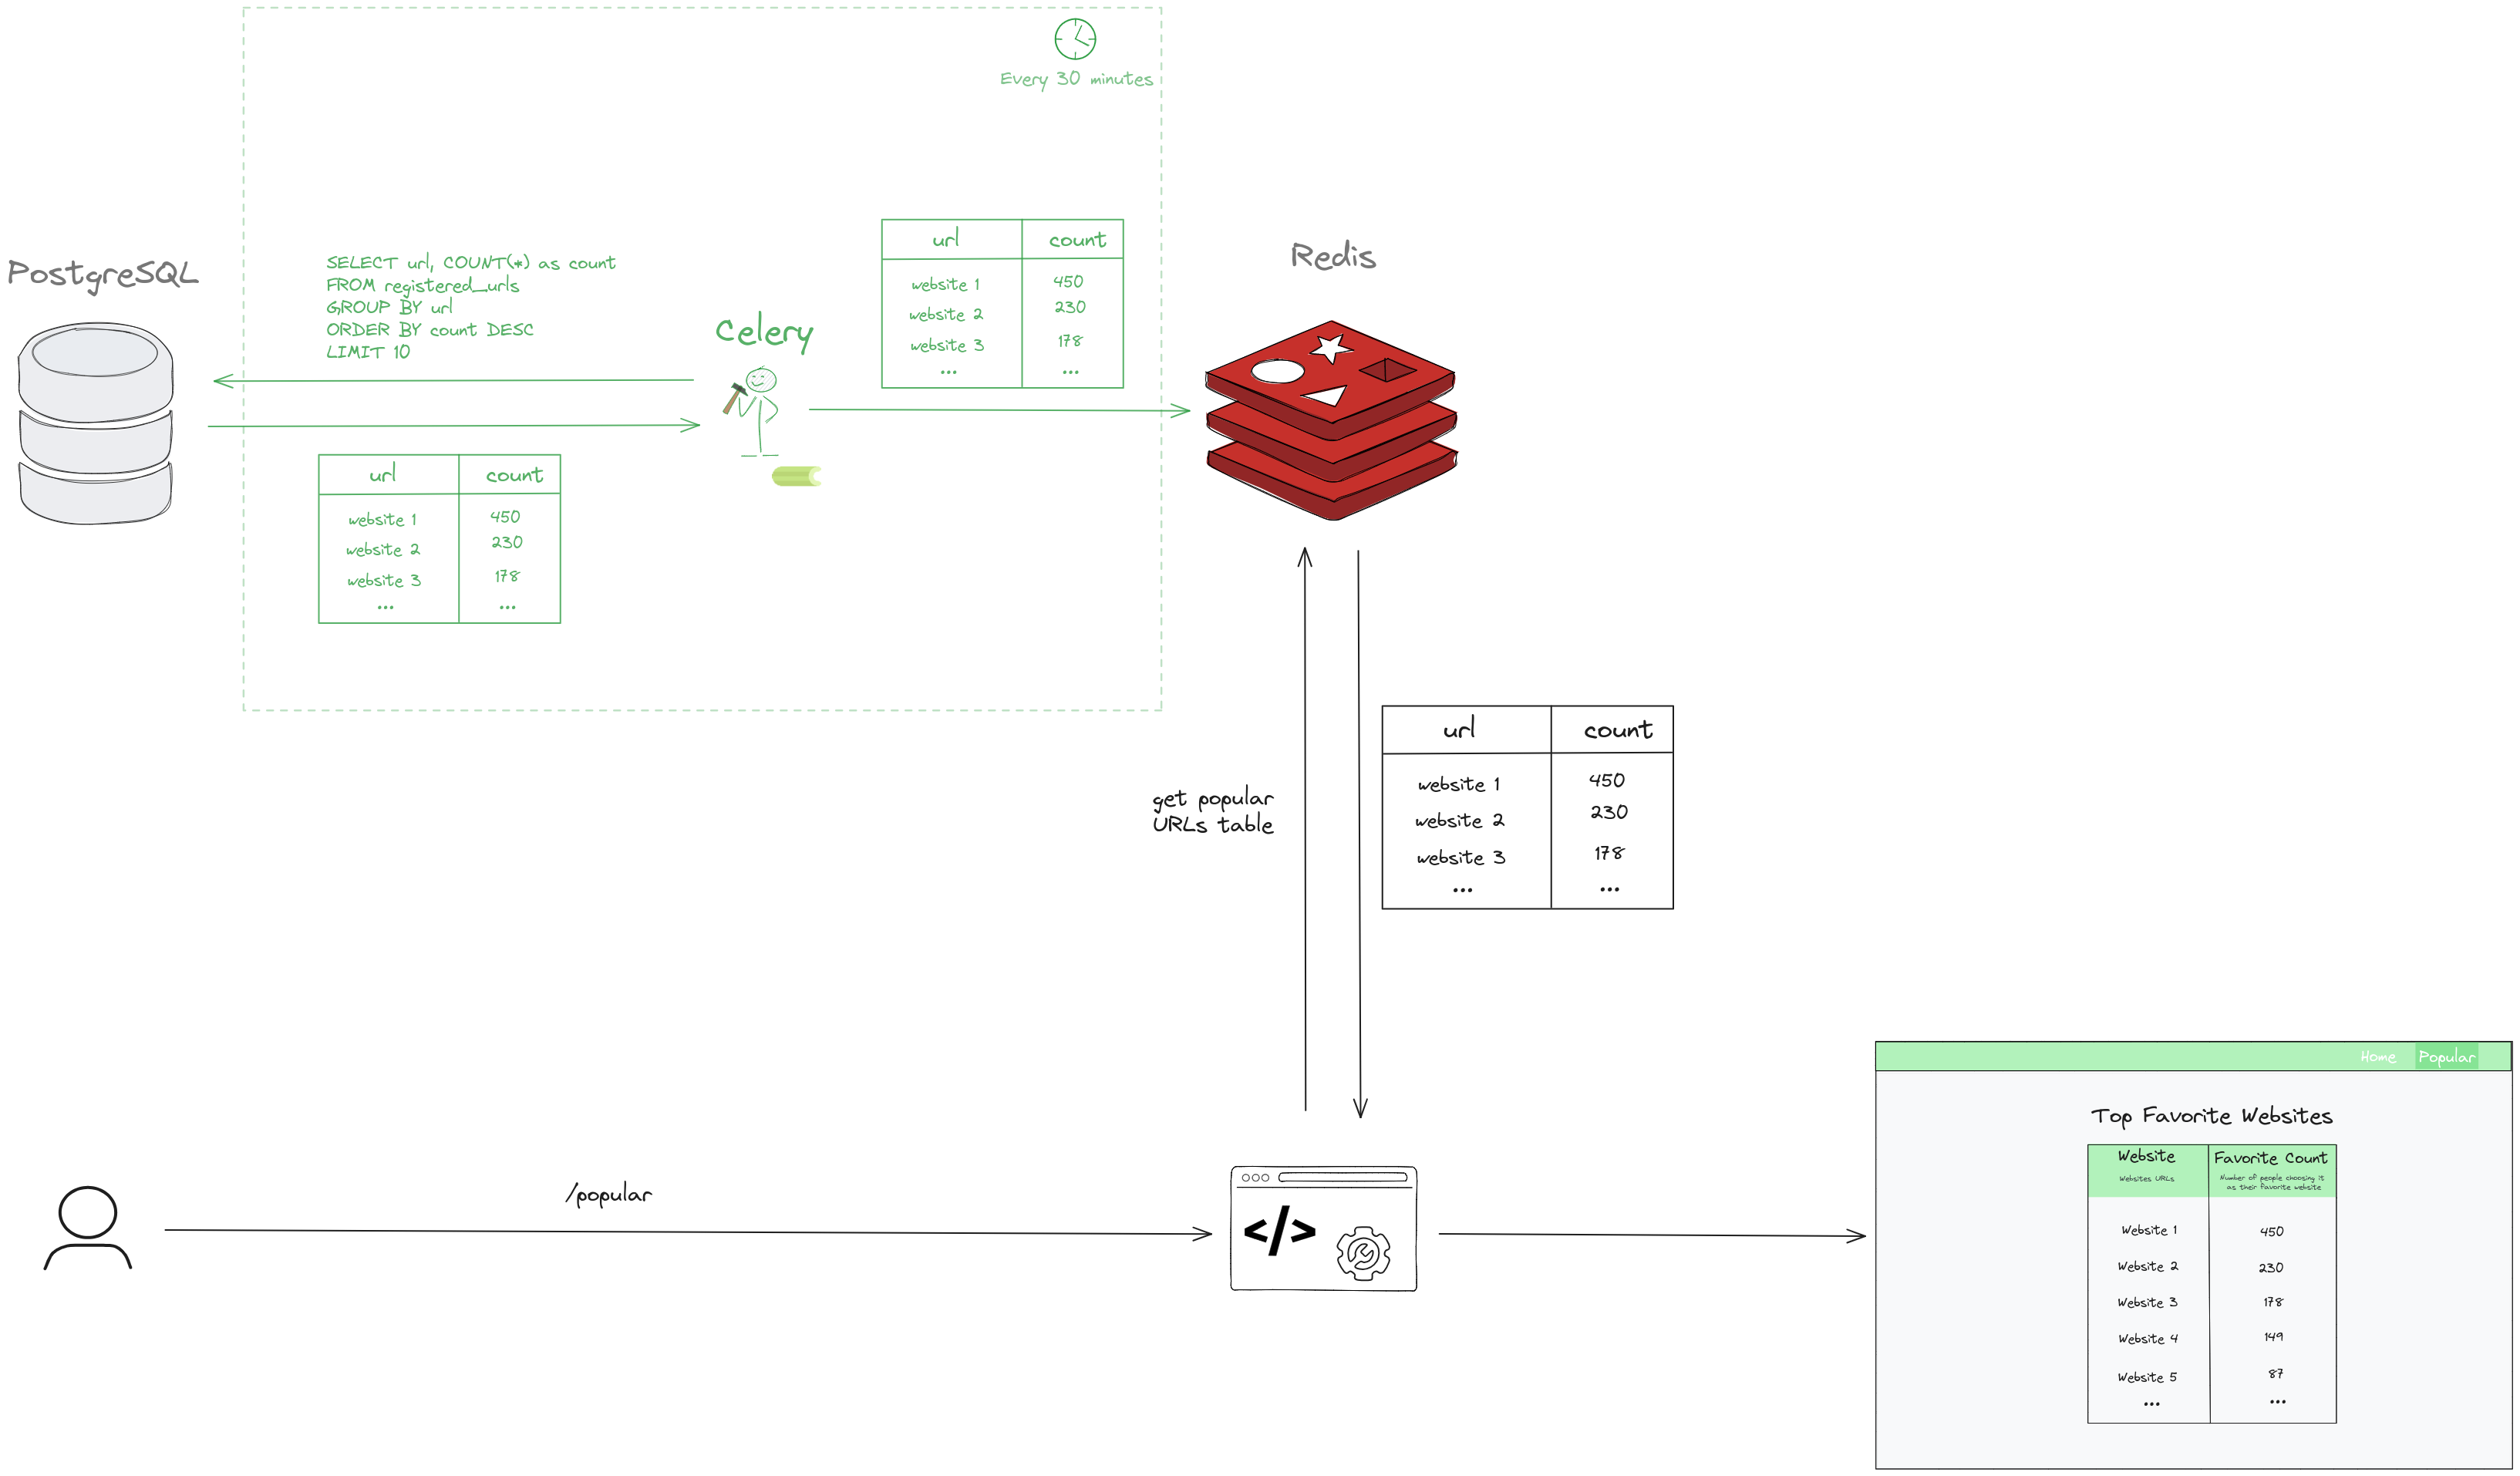 Every 30 minutes
PostgreSQL
SELECT url, COUNT(*) as count
FROM registered_urls
GROUP BY url
ORDER BY count DESC
LIMIT 10
Celery
url count
website 1 450
website 2 230
website 3 178
... ...
Redis
url count
website 1 450
website 2 230
website 3 178
... ...
get popular
URLs table
url count
website 1 450
website 2 230
website 3 178
... ...
/popular
</>
Home Popular
Top Favorite Websites
Website Favorite Count
Websites URLs
Number of people choosing it
as their favorite website
Website 1 450
Website 2 230
Website 3 178
Website 4 149
Website 5 87
... ...